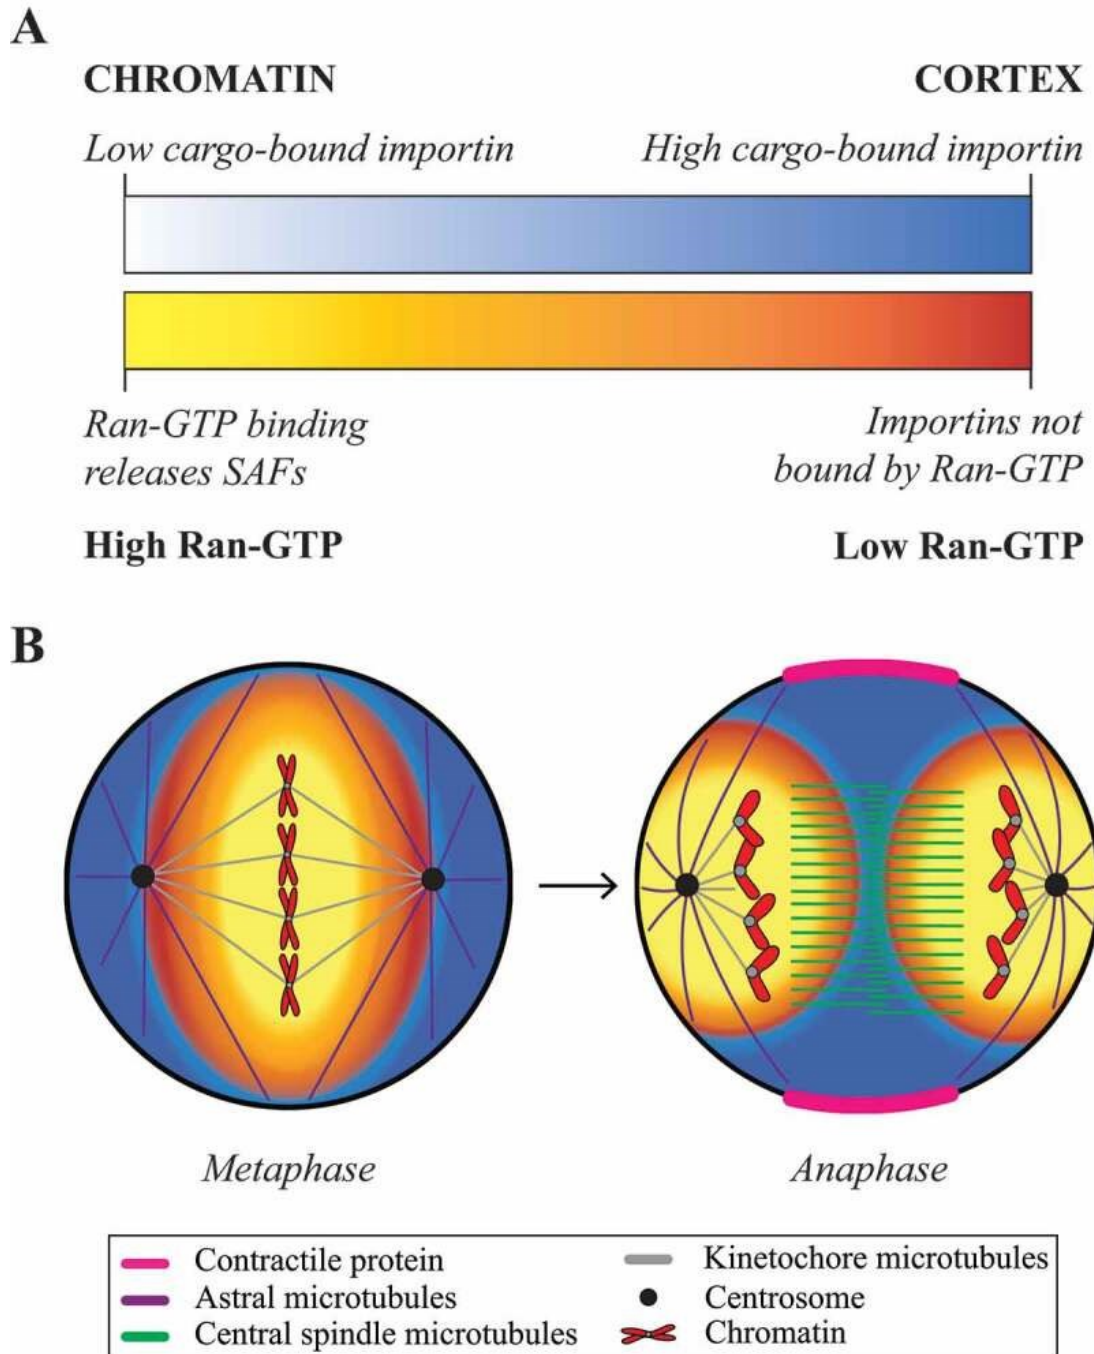 A
CHROMATIN CORTEX
Low cargo-bound importin High cargo-bound importin
Ran-GTP binding
releases SAFs
Importins not
bound by Ran-GTP
High Ran-GTP Low Ran-GTP
B
Metaphase Anaphase
Contractile protein
Astral microtubules
Central spindle microtubules
Kinetochore microtubules
Centrosome
Chromatin